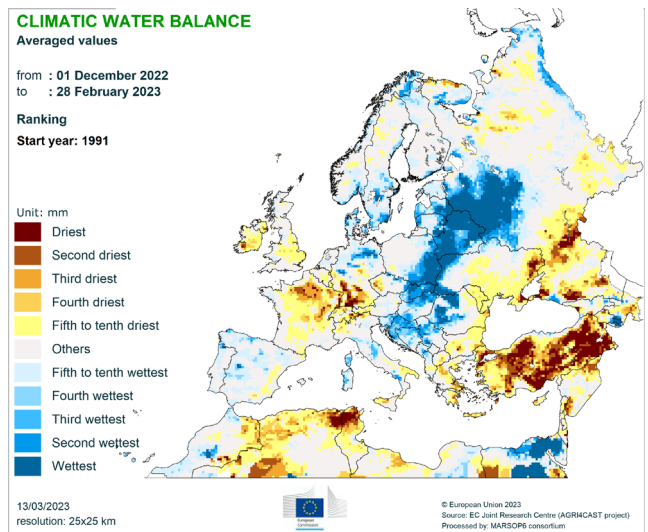 CLIMATIC WATER BALANCE
Averaged values
from : 01 December 2022
to : 28 February 2023
Ranking
Start year: 1991
Unit: mm
Driest
Second driest
Third driest
Fourth driest
Fifth to tenth driest
Others
Fifth to tenth wettest
Fourth wettest
Third wettest
Second wettest
Wettest
13/03/2023
resolution: 25x25 km
European
Commission
© European Union 2023
Source: EC Joint Research Centre (AGRI4CAST project)
Processed by: MARSOP6 consortium